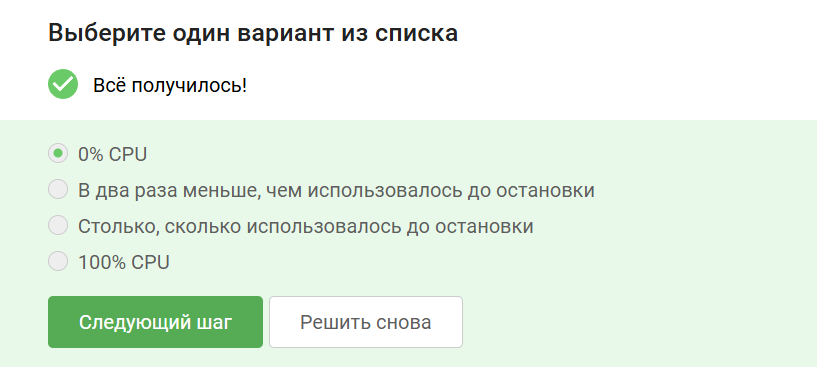 Выберите один вариант из списка
Всё получилось!
0% CPU
В два раза меньше, чем использовалось до остановки
Столько, сколько использовалось до остановки
100% CPU
Следующий шаг
Решить снова